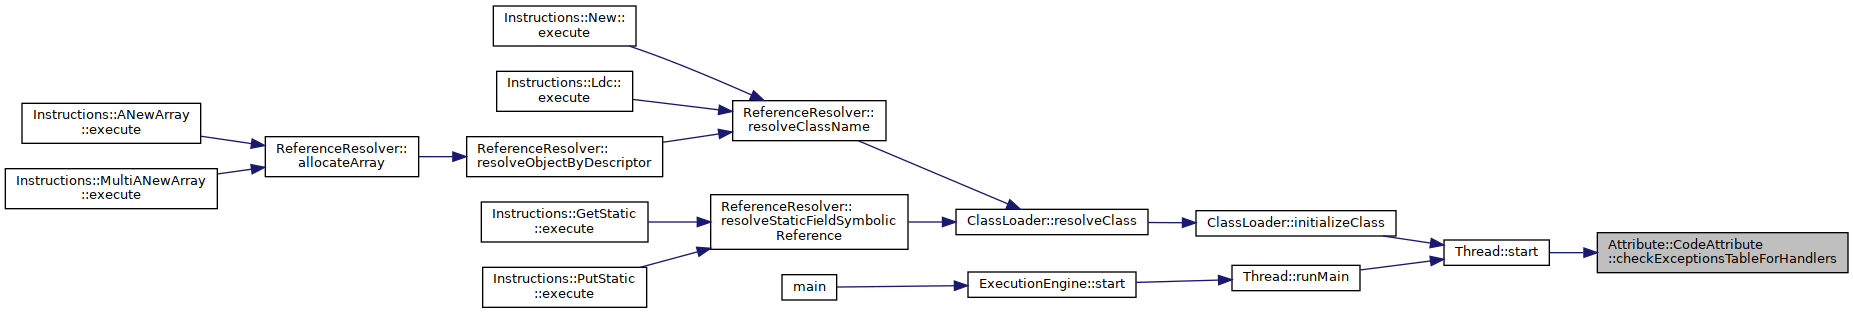 Instructions::New::
execute
Instructions::Ldc::
execute
Instructions::ANewArray
::execute
Instructions::MultiANewArray
::execute
ReferenceResolver::
allocateArray
ReferenceResolver::
resolveObjectByDescriptor
ReferenceResolver::
resolveClassName
Instructions::GetStatic
::execute
Instructions::PutStatic
::execute
ReferenceResolver::
resolveStaticFieldSymbolic
Reference
ClassLoader::resolveClass
ClassLoader::initializeClass
main
ExecutionEngine::start
Thread::runMain
Thread::start
Attribute::CodeAttribute
::checkExceptionsTableForHandlers